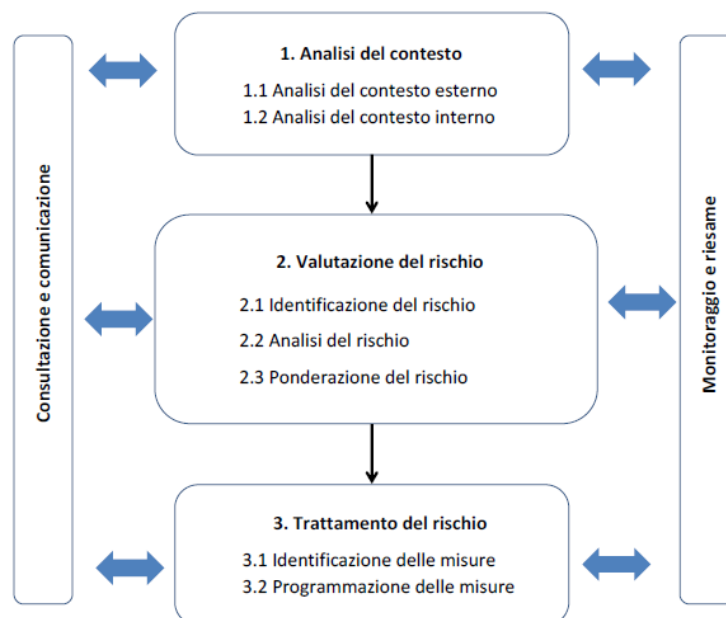 Consultazione e comunicazione
1. Analisi del contesto
1.1 Analisi del contesto esterno
1.2 Analisi del contesto interno
2. Valutazione del rischio
2.1 Identificazione del rischio
2.2 Analisi del rischio
2.3 Ponderazione del rischio
3. Trattamento del rischio
3.1 Identificazione delle misure
3.2 Programmazione delle misure
Monitoraggio e riesame